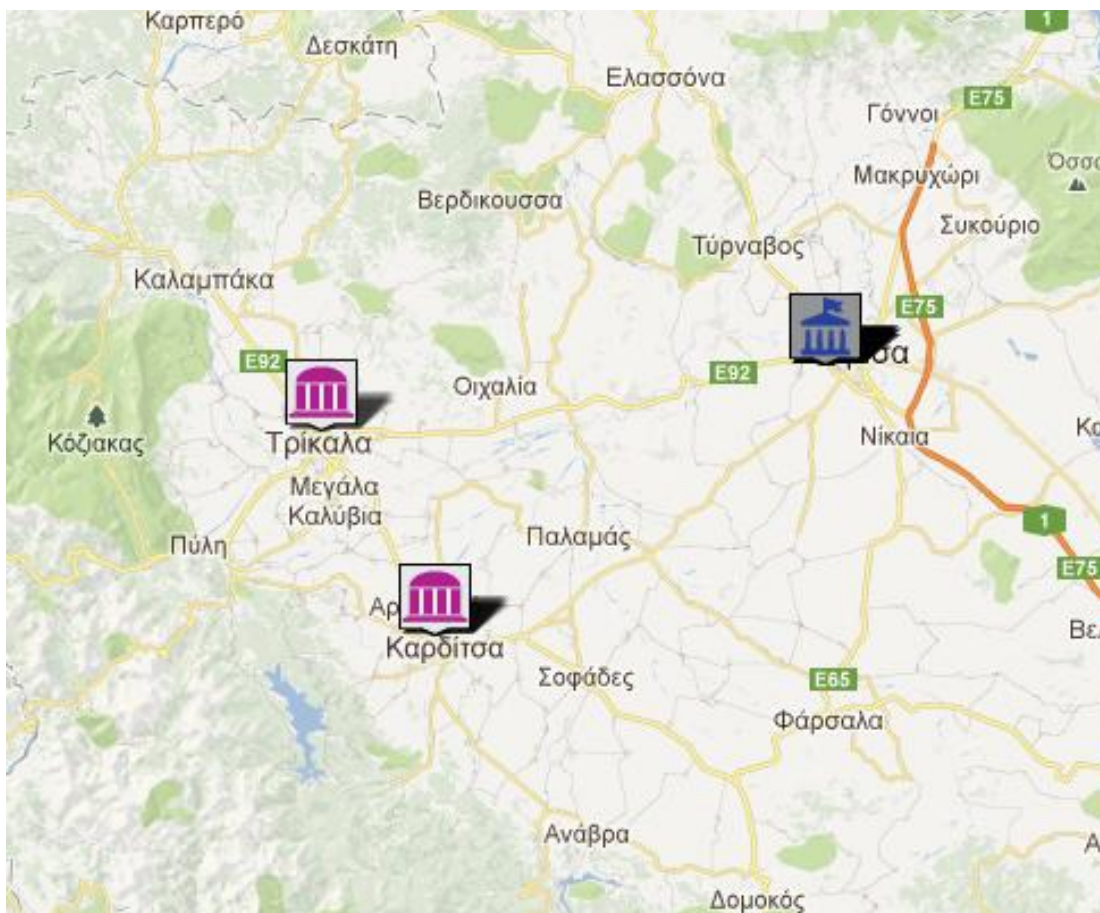 Καρπερό
Δεσκάτη
1
Ελασσόνα
E75
Γόννοι
Μακρυχώρι
Βερδικουσσα
Συκούριο
Τύρναβος
Καλαμπάκα
E75
E92
E92
Οιχαλία
Κόζιακας
Τρίκαλα
Νίκαια
Μεγάλα
Καλύβια
1
Πύλη
Παλαμάς
E75
Καρδίτσα
Σοφάδες
E65
Φάρσαλα
Ανάβρα
Δομοκός